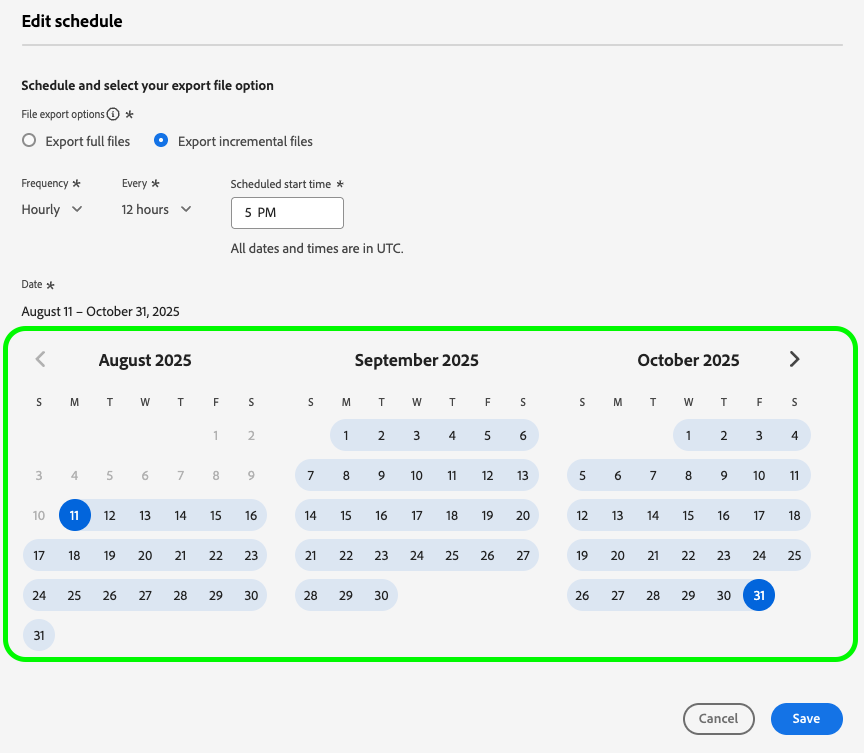 Edit schedule
Schedule and select your export file option
File export options *
Export full files Export incremental files
Frequency * Every * Scheduled start time *
Hourly 12 hours 5 PM
All dates and times are in UTC.
Date *
August 11 – October 31, 2025
August 2025 September 2025 October 2025
S M T W T F S S M T W T F S S M T W T F S
1 2 1 2 3 4 5 6 1 2 3 4
3 4 5 6 7 8 9 7 8 9 10 11 12 13 5 6 7 8 9 10 11
10 11 12 13 14 15 16 14 15 16 17 18 19 20 12 13 14 15 16 17 18
17 18 19 20 21 22 23 21 22 23 24 25 26 27 19 20 21 22 23 24 25
24 25 26 27 28 29 30 28 29 30 26 27 28 29 30 31
31
Cancel Save